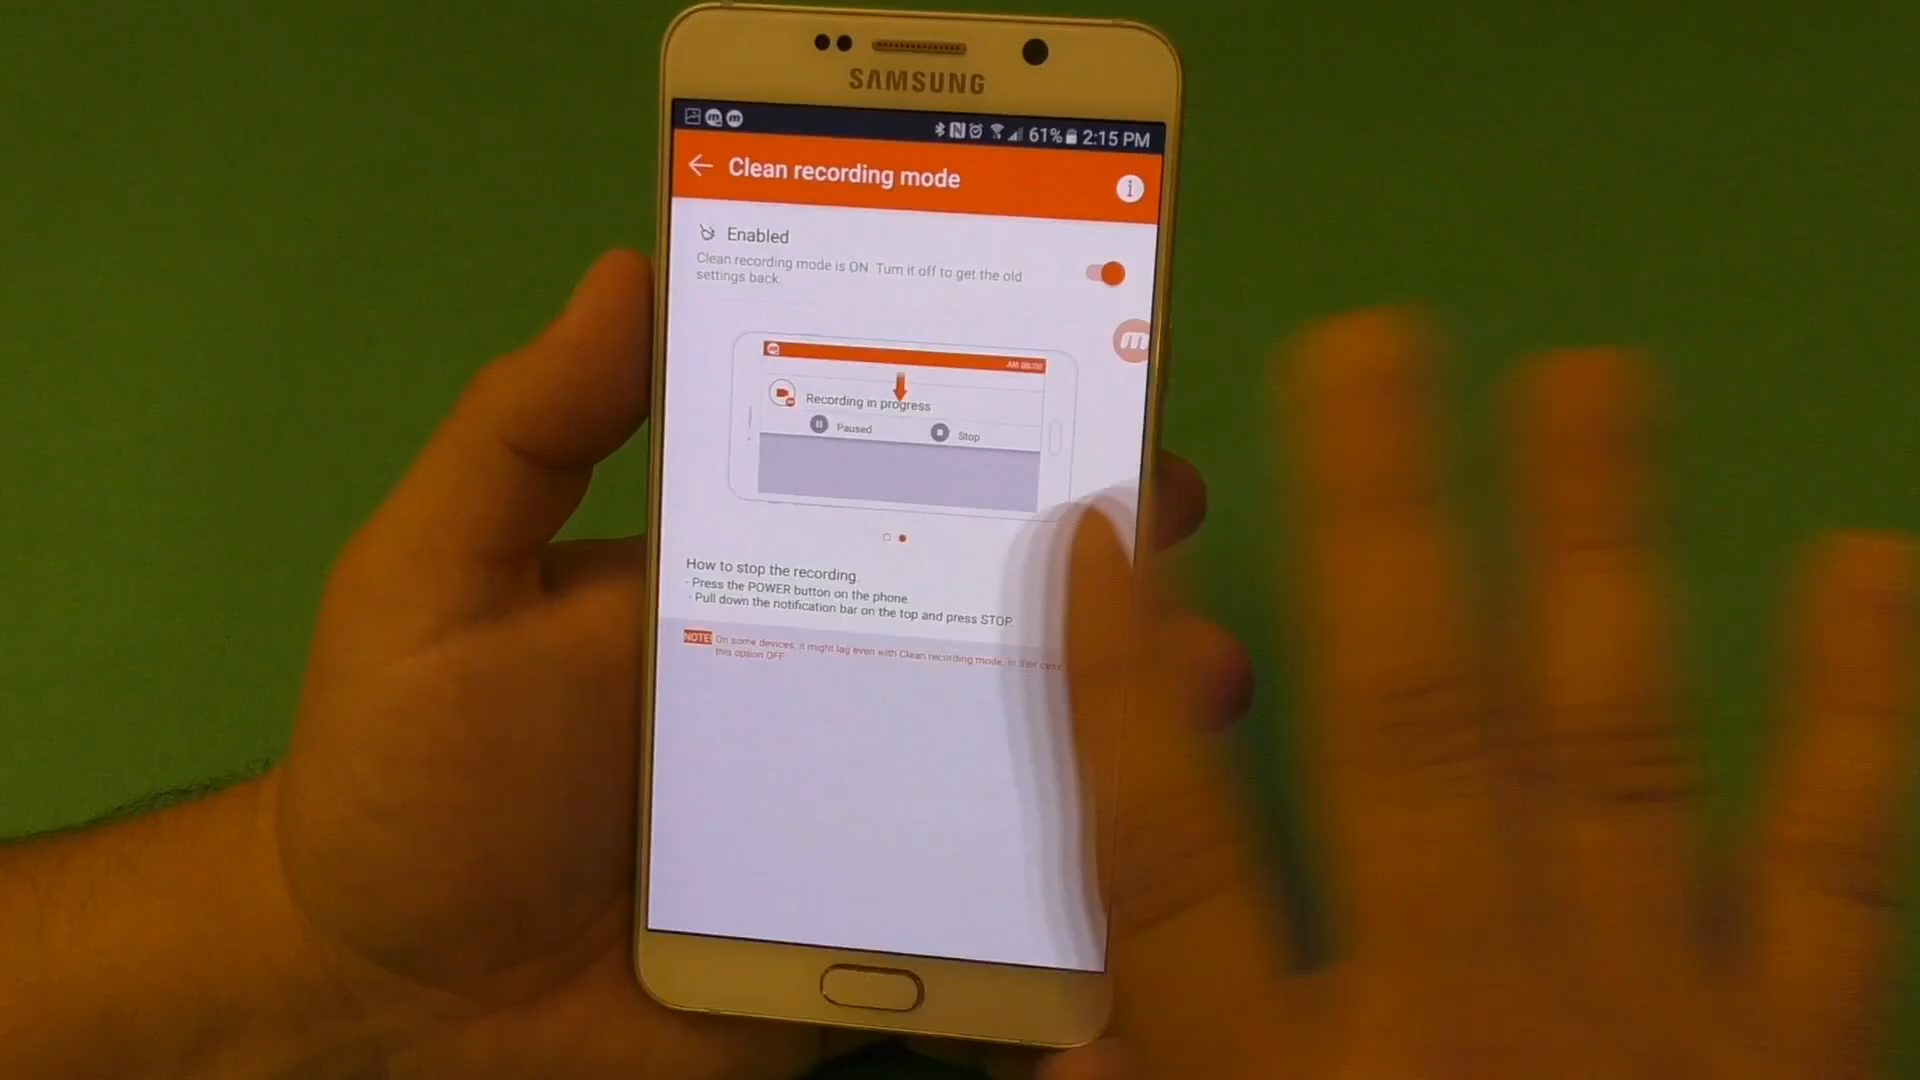 SAMSUNG
61% 2:15 PM
Clean recording mode
Enabled
Clean recording mode is ON. Turn it off to get the old
settings back.
m
Recording in progress
Paused
Stop
How to stop the recording
- Press the POWER button on the phone.
- Pull down the notification bar on the top and press STOP.
NOTE! On some devices, it might lag even with Clean recording mode. In that case,
this option OFF.